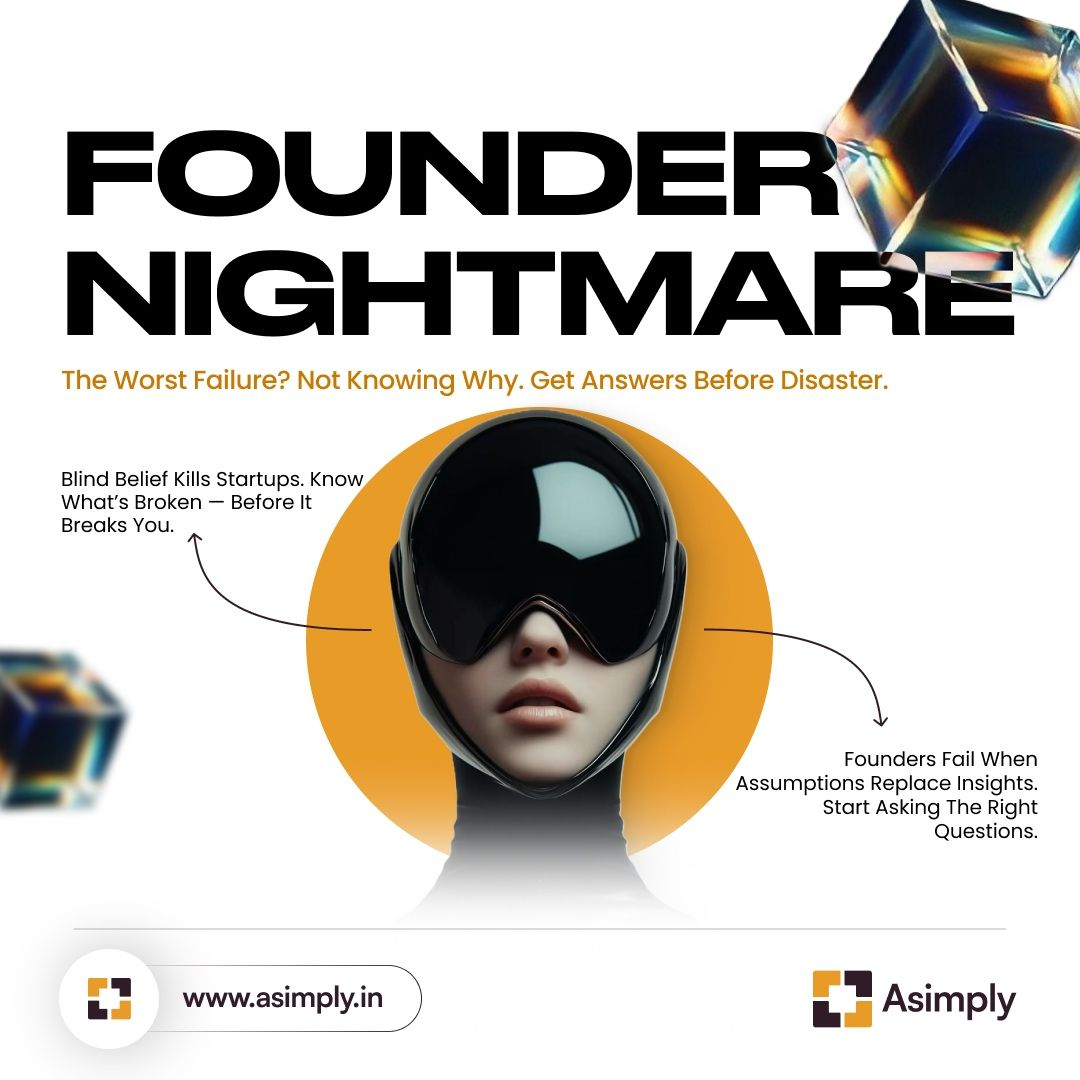 FOUNDER
NIGHTMARE
The Worst Failure? Not Knowing Why. Get Answers Before Disaster.
Blind Belief Kills Startups. Know
What’s Broken — Before It
Breaks You.
Founders Fail When
Assumptions Replace Insights.
Start Asking The Right
Questions.
www.asimply.in
Asimply